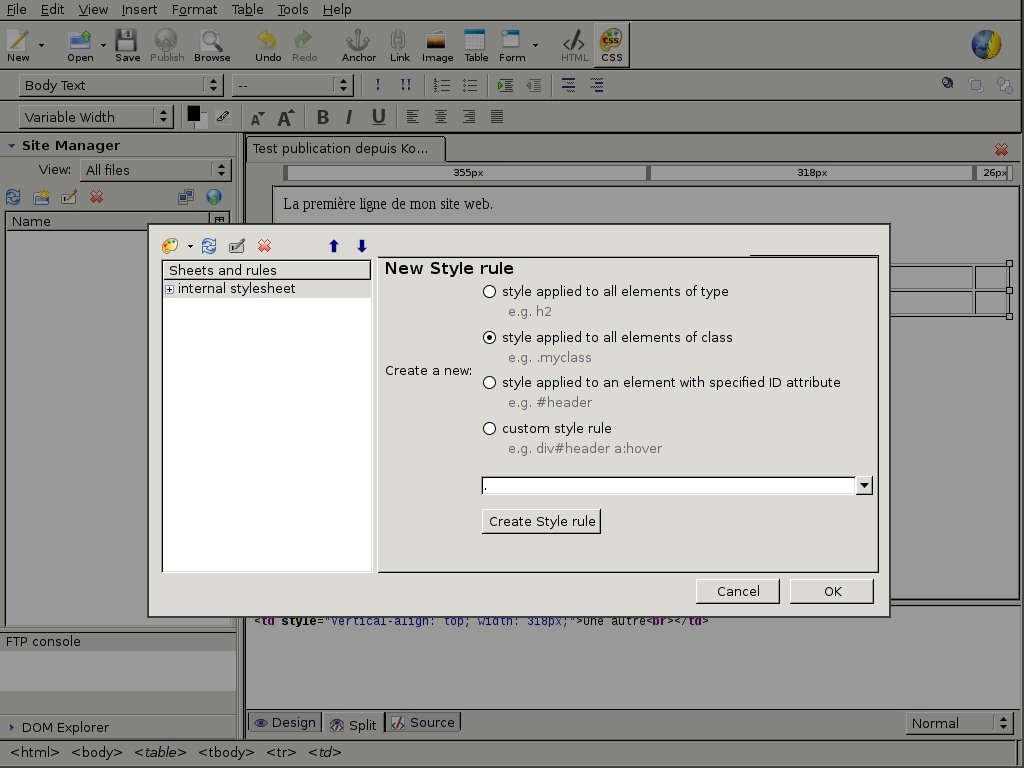 File Edit View Insert Format Table Tools Help
New Open Save Publish Browse Undo Redo Anchor Link Image Table Form HTML CSS
Body Text -- ! !!
Variable Width A A B I U
Site Manager
View: All files
Name
Test publication depuis Ko...
355px 318px 26px
La première ligne de mon site web.
Sheets and rules
internal stylesheet
New Style rule
Create a new:
style applied to all elements of type
e.g. h2
style applied to all elements of class
e.g. .myclass
style applied to an element with specified ID attribute
e.g. #header
custom style rule
e.g. div#header a:hover
.
Create Style rule
Cancel OK
<td style="vertical-align: top; width: 318px;">Une autre<br></td>
FTP console
DOM Explorer
Design Split Source Normal
<html> <body> <table> <tbody> <tr> <td>